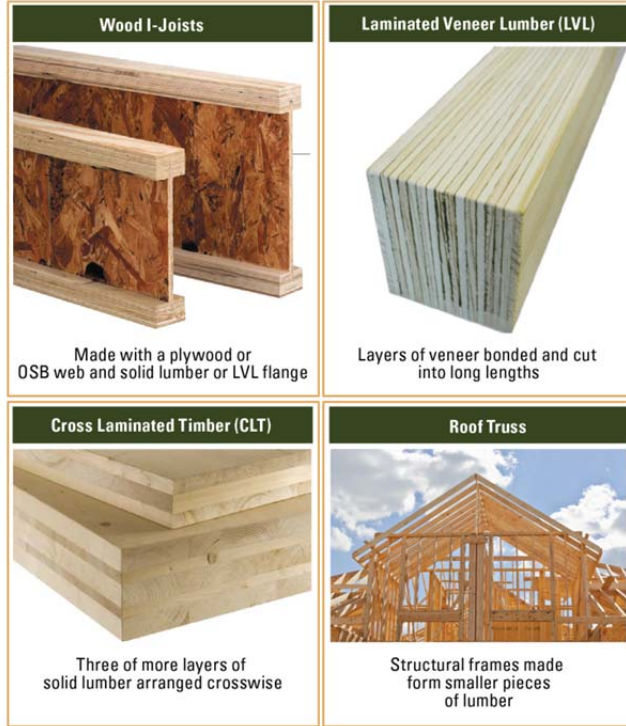 Wood I-Joists
Made with a plywood or
OSB web and solid lumber or LVL flange
Laminated Veneer Lumber (LVL)
Layers of veneer bonded and cut
into long lengths
Cross Laminated Timber (CLT)
Three of more layers of
solid lumber arranged crosswise
Roof Truss
Structural frames made
form smaller pieces
of lumber